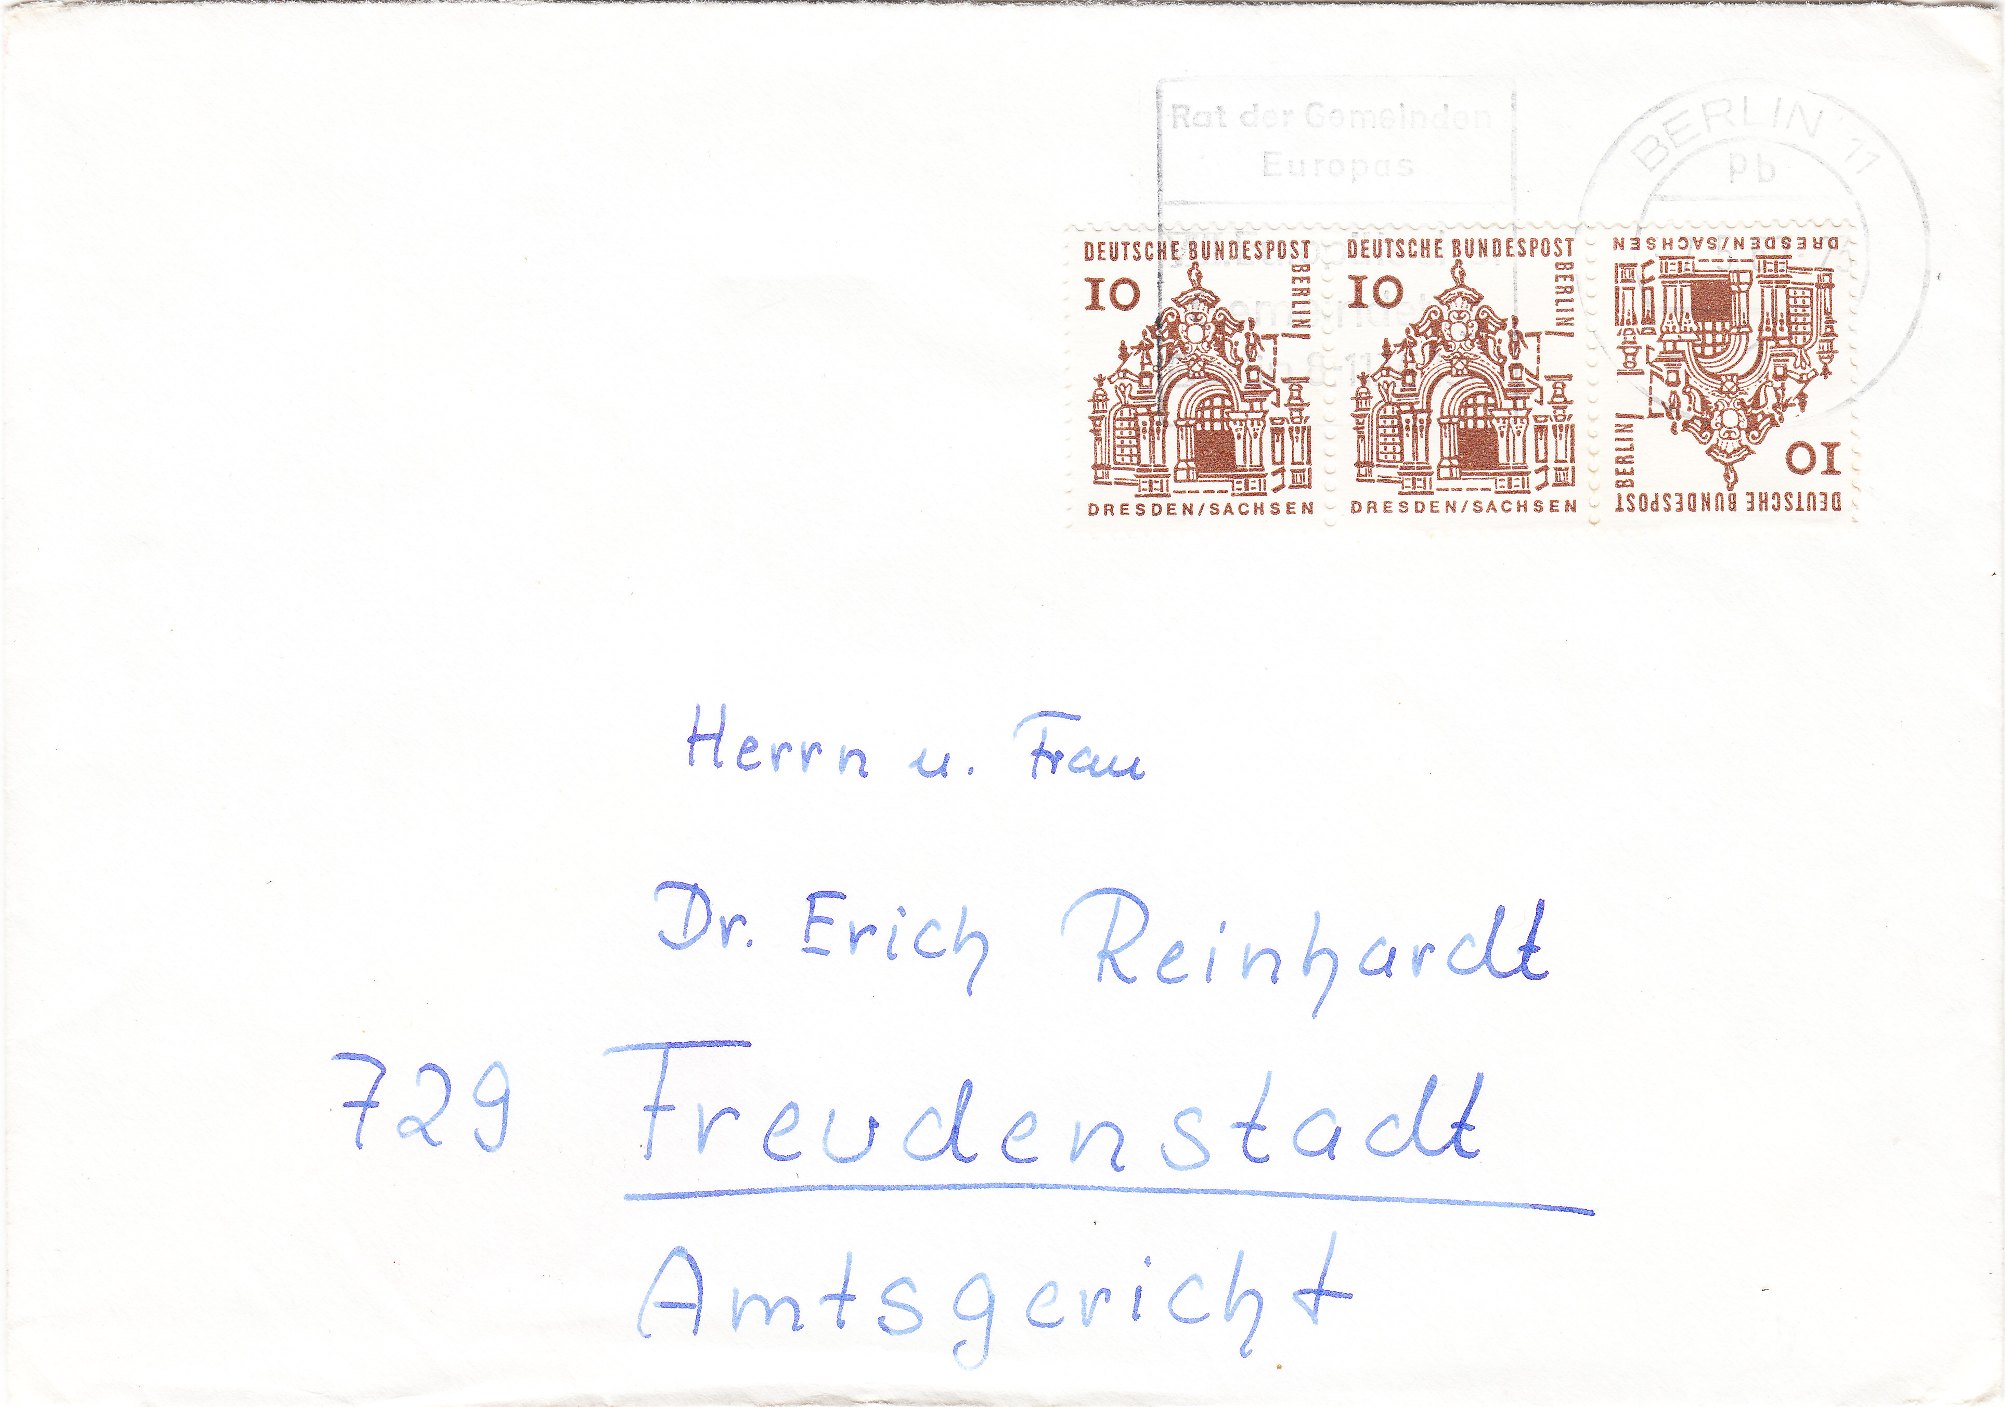 Rat der Gemeinden
Europas
BERLIN 11
pb
DEUTSCHE BUNDESPOST
BERLIN
10
DRESDEN/SACHSEN
DEUTSCHE BUNDESPOST
BERLIN
10
DRESDEN/SACHSEN
DEUTSCHE BUNDESPOST
BERLIN
10
DRESDEN/SACHSEN
Herrn u. Frau
Dr. Erich Reinhardt
729 Freudenstadt
Amtsgericht